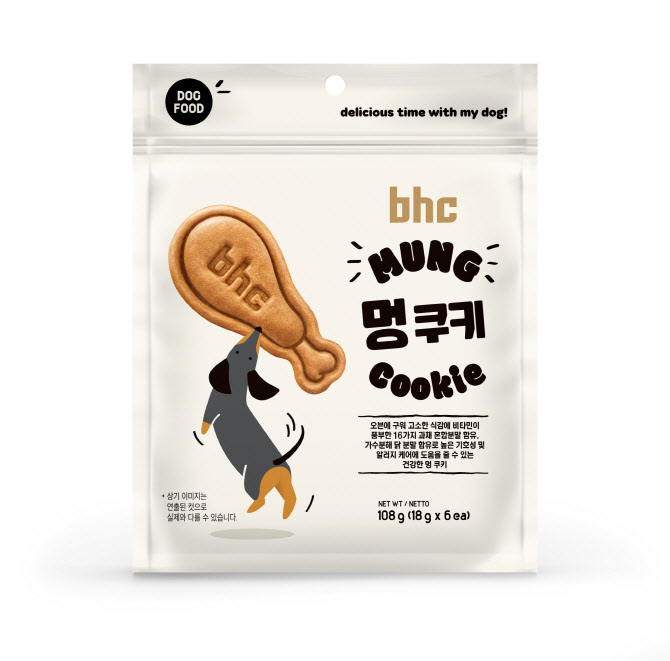 DOG
FOOD
delicious time with my dog!
bhc
bhc
MUNG
멍 쿠키
Cookie
오븐에 구워 고소한 식감에 비타민이
풍부한 16가지 과채 혼합분말 함유,
가수분해 닭 분말 함유로 높은 기호성 및
알러지 케어에 도움을 줄 수 있는
건강한 멍 쿠키
* 상기 이미지는
연출된 컷으로
실제와 다를 수 있습니다.
NET WT / NETTO
108 g (18 g x 6 ea)